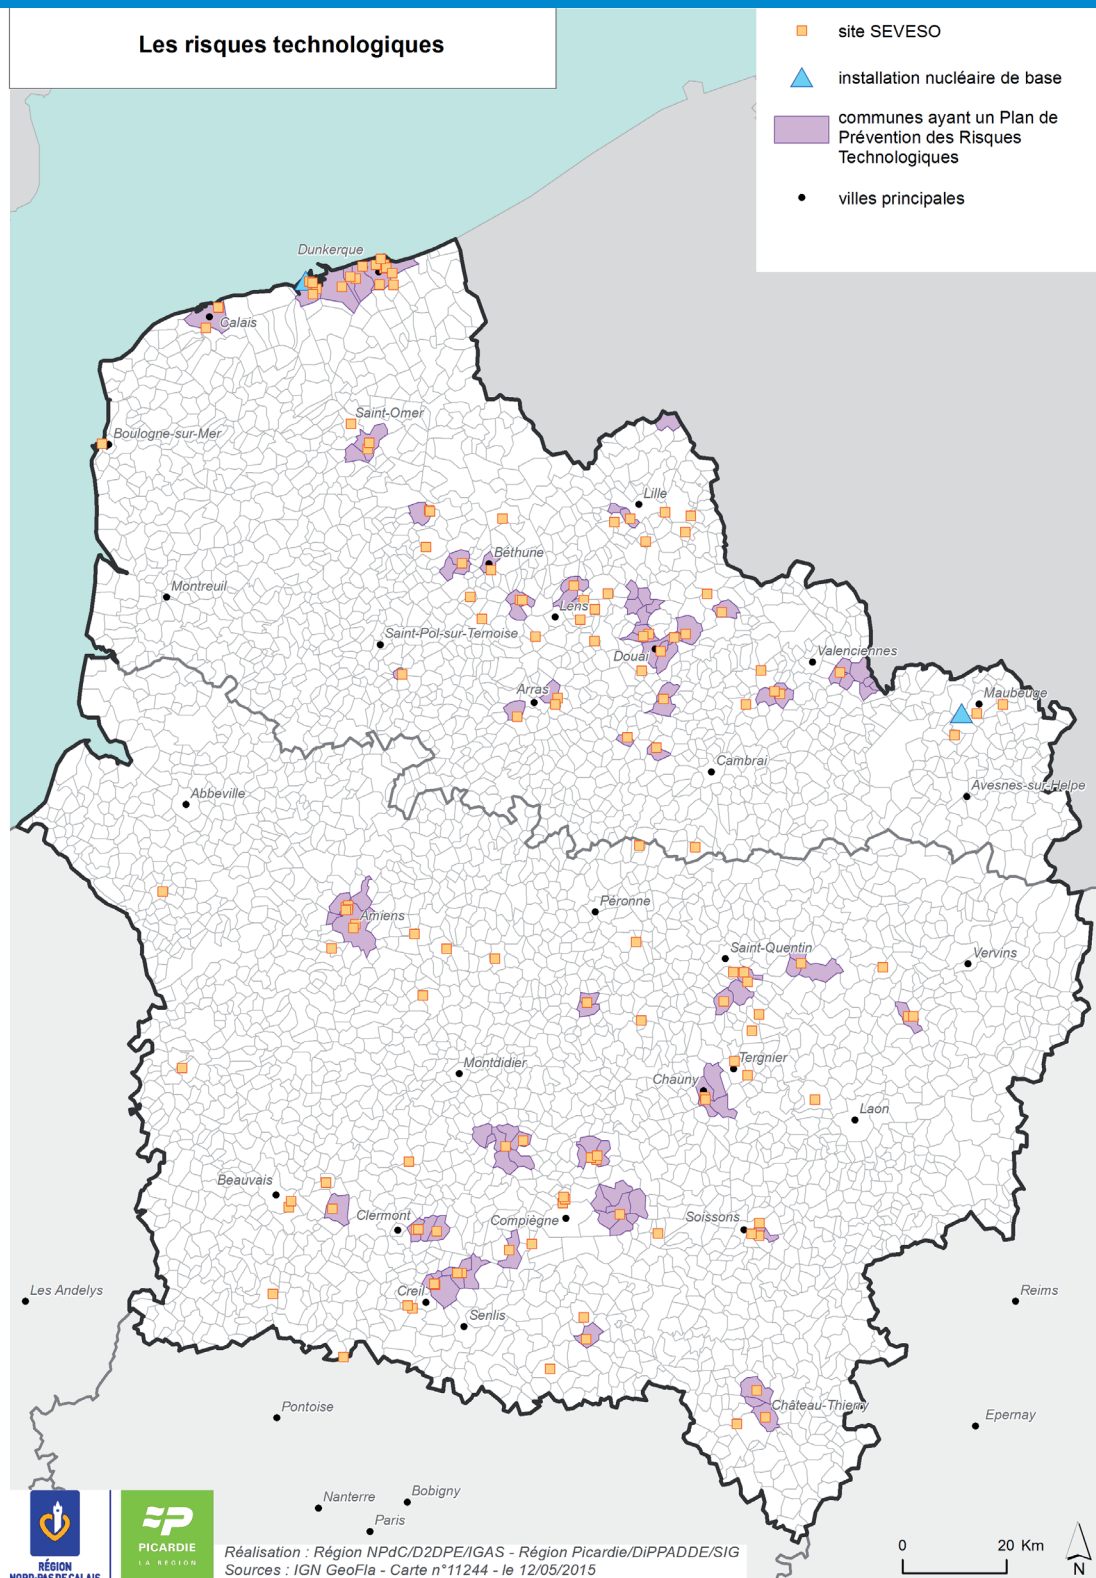 Les risques technologiques
site SEVESO
installation nucléaire de base
communes ayant un Plan de
Prévention des Risques
Technologiques
villes principales
Dunkerque
Calais
Saint-Omer
Boulogne-sur-Mer
Lille
Béthune
Montreuil
Lens
Saint-Pol-sur-Ternoise
Douai
Valenciennes
Arras
Maubeuge
Cambrai
Avesnes-sur-Helpe
Abbeville
Péronne
Amiens
Saint-Quentin
Vervins
Montdidier
Tergnier
Chauny
Laon
Beauvais
Clermont
Compiègne
Soissons
Les Andelys
Creil
Reims
Senlis
Château-Thierry
Pontoise
Epernay
Nanterre
Bobigny
Paris
RÉGION
NORD-PAS DE CALAIS
PICARDIE
LA RÉGION
Réalisation : Région NPdC/D2DPE/IGAS - Région Picardie/DiPPADDE/SIG
Sources : IGN GeoFla - Carte n°11244 - le 12/05/2015
0 20 Km
N